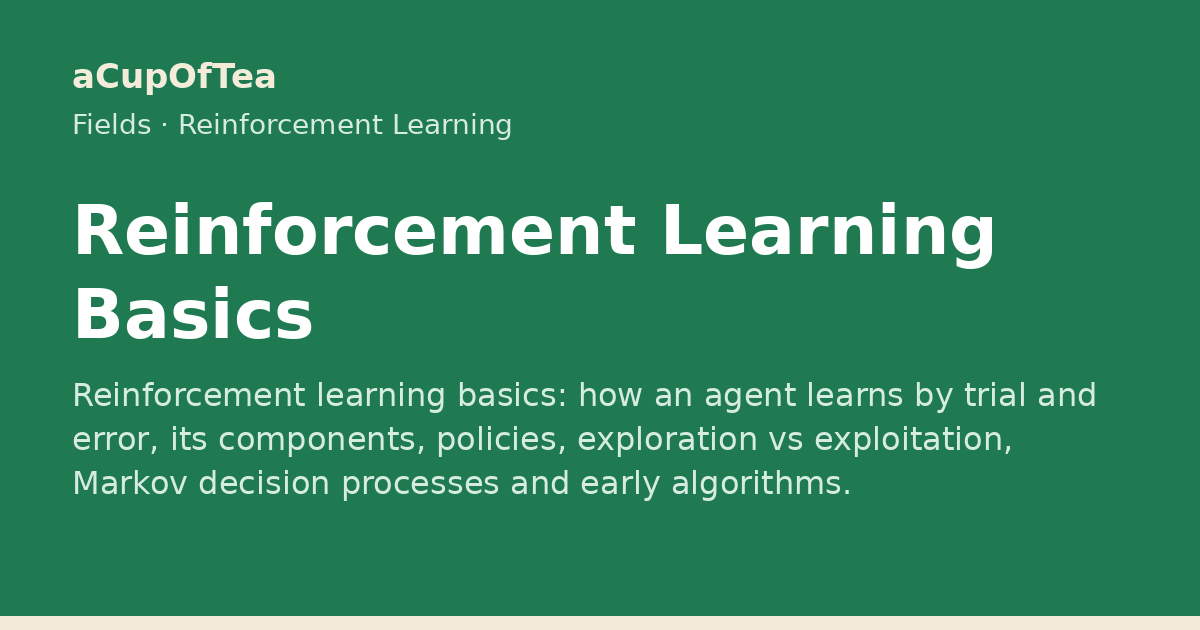 aCupOfTea
Fields · Reinforcement Learning
Reinforcement Learning
Basics
Reinforcement learning basics: how an agent learns by trial and
error, its components, policies, exploration vs exploitation,
Markov decision processes and early algorithms.